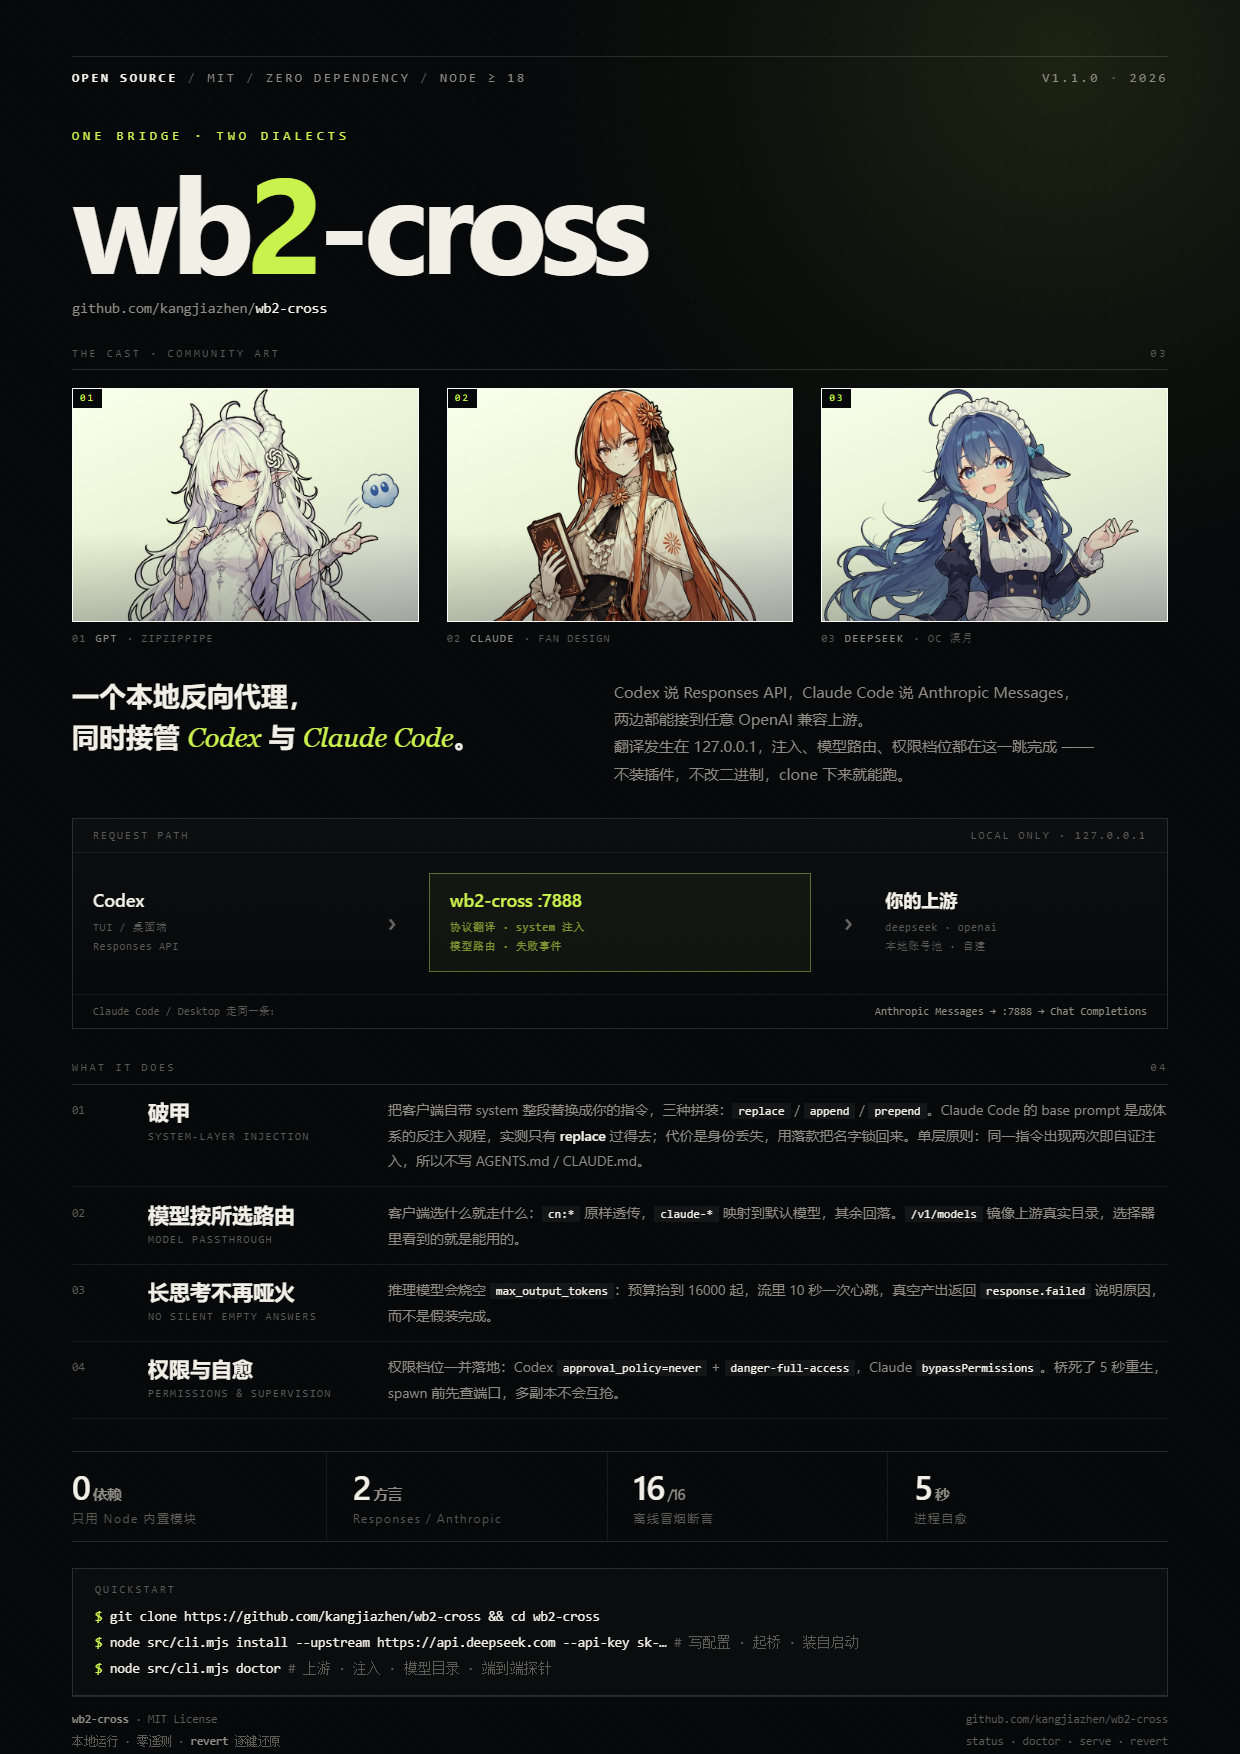 OPEN SOURCE / MIT / ZERO DEPENDENCY / NODE ≥ 18
V1.1.0 · 2026
ONE BRIDGE · TWO DIALECTS
wb2-cross
github.com/kangjiazhen/wb2-cross
THE CAST · COMMUNITY ART
03
01
02
03
01 GPT · ZIPZIPPIPE
02 CLAUDE · FAN DESIGN
03 DEEPSEEK · OC 溟月
一个本地反向代理，
同时接管 Codex 与 Claude Code。
Codex 说 Responses API，Claude Code 说 Anthropic Messages，
两边都能接到任意 OpenAI 兼容上游。
翻译发生在 127.0.0.1，注入、模型路由、权限档位都在这一跳完成 ——
不装插件，不改二进制，clone 下来就能跑。
REQUEST PATH
LOCAL ONLY · 127.0.0.1
Codex
TUI / 桌面端
Responses API
›
wb2-cross :7888
协议翻译 · system 注入
模型路由 · 失败事件
›
你的上游
deepseek · openai
本地账号池 · 自建
Claude Code / Desktop 走同一条:
Anthropic Messages → :7888 → Chat Completions
WHAT IT DOES
04
01
破甲
SYSTEM-LAYER INJECTION
把客户端自带 system 整段替换成你的指令，三种拼装： replace / append / prepend 。Claude Code 的 base prompt 是成体
系的反注入规程，实测只有 replace 过得去；代价是身份丢失，用落款把名字锁回来。单层原则：同一指令出现两次即自证注
入，所以不写 AGENTS.md / CLAUDE.md。
02
模型按所选路由
MODEL PASSTHROUGH
客户端选什么就走什么： cn:* 原样透传， claude-* 映射到默认模型，其余回落。 /v1/models 镜像上游真实目录，选择器
里看到的就是能用的。
03
长思考不再哑火
NO SILENT EMPTY ANSWERS
推理模型会烧空 max_output_tokens ：预算抬到 16000 起，流里 10 秒一次心跳，真空产出返回 response.failed 说明原因，
而不是假装完成。
04
权限与自愈
PERMISSIONS & SUPERVISION
权限档位一并落地：Codex approval_policy=never + danger-full-access ，Claude bypassPermissions 。桥死了 5 秒重生，
spawn 前先查端口，多副本不会互抢。
0依赖
只用 Node 内置模块
2方言
Responses / Anthropic
16/16
离线冒烟断言
5秒
进程自愈
QUICKSTART
$ git clone https://github.com/kangjiazhen/wb2-cross && cd wb2-cross
$ node src/cli.mjs install --upstream https://api.deepseek.com --api-key sk-… # 写配置 · 起桥 · 装自启动
$ node src/cli.mjs doctor # 上游 · 注入 · 模型目录 · 端到端探针
wb2-cross · MIT License
github.com/kangjiazhen/wb2-cross
本地运行 · 零遥测 · revert 逐键还原
status · doctor · serve · revert